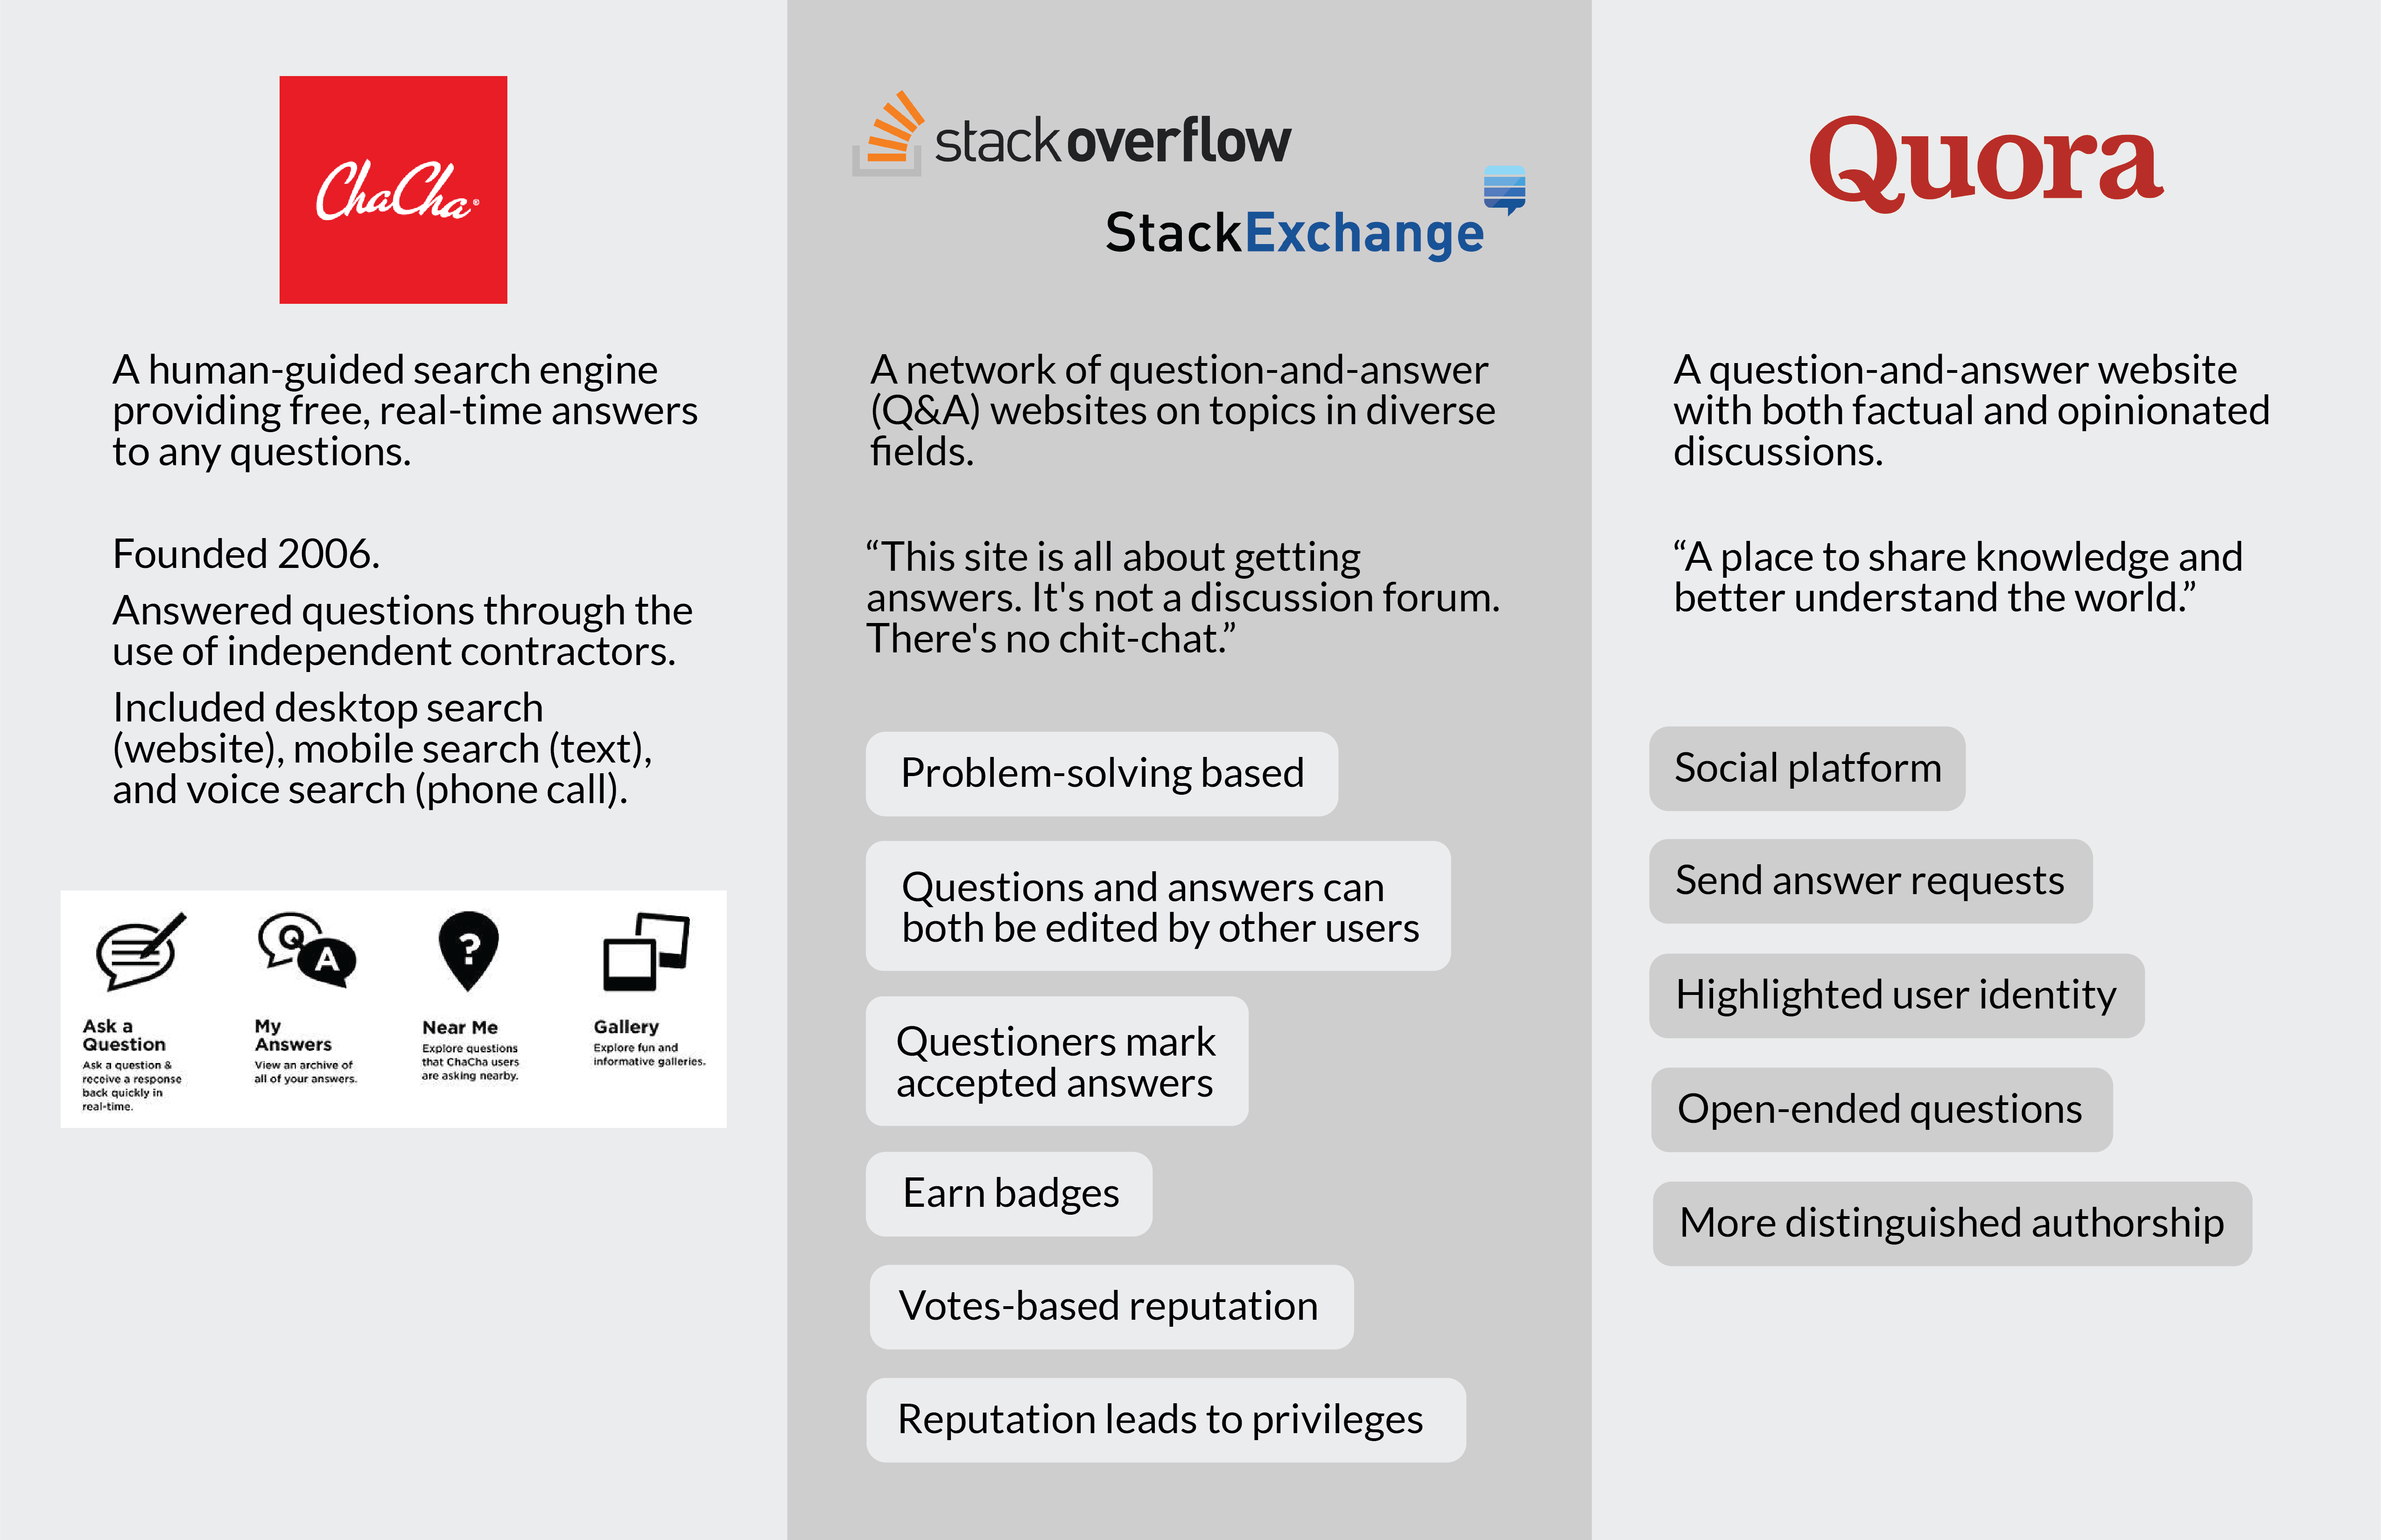 ChaCha®
A human-guided search engine
providing free, real-time answers
to any questions.
Founded 2006.
Answered questions through the
use of independent contractors.
Included desktop search
(website), mobile search (text),
and voice search (phone call).
Q
A
?
Ask a
Question
Ask a question &
receive a response
back quickly in
real-time.
My
Answers
View an archive of
all of your answers.
Near Me
Explore questions
that ChaCha users
are asking nearby.
Gallery
Explore fun and
informative galleries.
stackoverflow
StackExchange
A network of question-and-answer
(Q&A) websites on topics in diverse
fields.
“This site is all about getting
answers. It's not a discussion forum.
There's no chit-chat.”
Problem-solving based
Questions and answers can
both be edited by other users
Questioners mark
accepted answers
Earn badges
Votes-based reputation
Reputation leads to privileges
Quora
A question-and-answer website
with both factual and opinionated
discussions.
“A place to share knowledge and
better understand the world.”
Social platform
Send answer requests
Highlighted user identity
Open-ended questions
More distinguished authorship